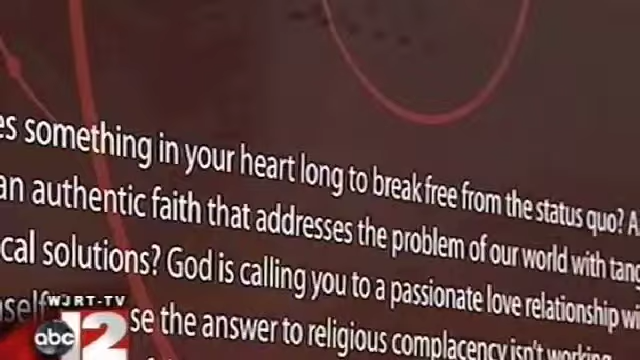 es something in your heart long to break free from the status quo? A
an authentic faith that addresses the problem of our world with tang
cal solutions? God is calling you to a passionate love relationship wi
self
se the answer to religious complacency isn't working
WJRT-TV
abc 12